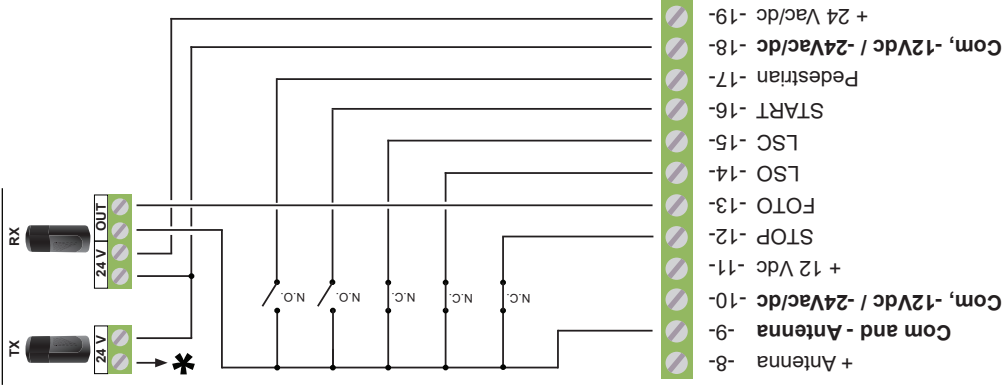 + Antenna -8-
Com and - Antenna -9-
Com, -12Vdc / -24Vac/dc -10-
+ 12 Vdc -11-
STOP -12-
FOTO -13-
LSO -14-
LSC -15-
START -16-
Pedestrian -17-
Com, -12Vdc / -24Vac/dc -18-
+ 24 Vac/dc -19-
N.C. N.C. N.C. N.O. N.O.
TX
24 V
*
RX
24 V OUT